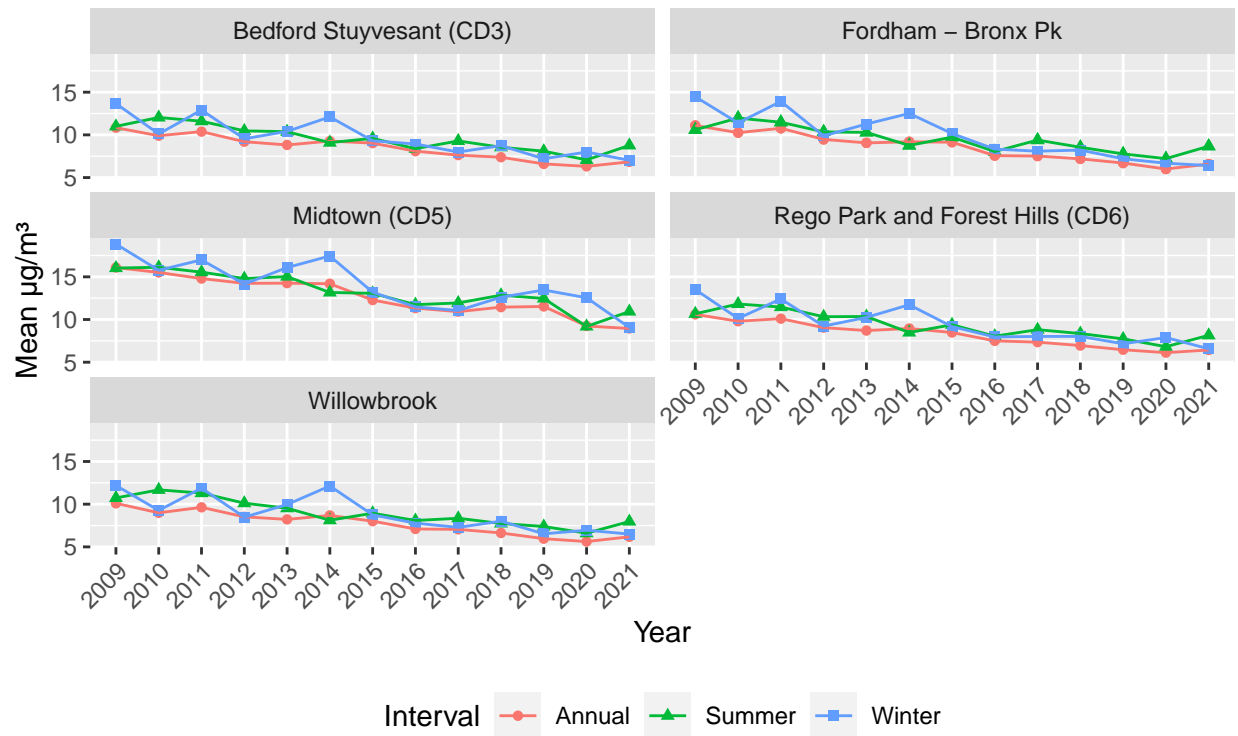 Bedford Stuyvesant (CD3)
Fordham − Bronx Pk
15
10
5
Midtown (CD5)
Rego Park and Forest Hills (CD6)
15
10
5
2009 2010 2011 2012 2013 2014 2015 2016 2017 2018 2019 2020 2021
Willowbrook
15
10
5
2009 2010 2011 2012 2013 2014 2015 2016 2017 2018 2019 2020 2021
Mean µg/m³
Year
Interval Annual Summer Winter